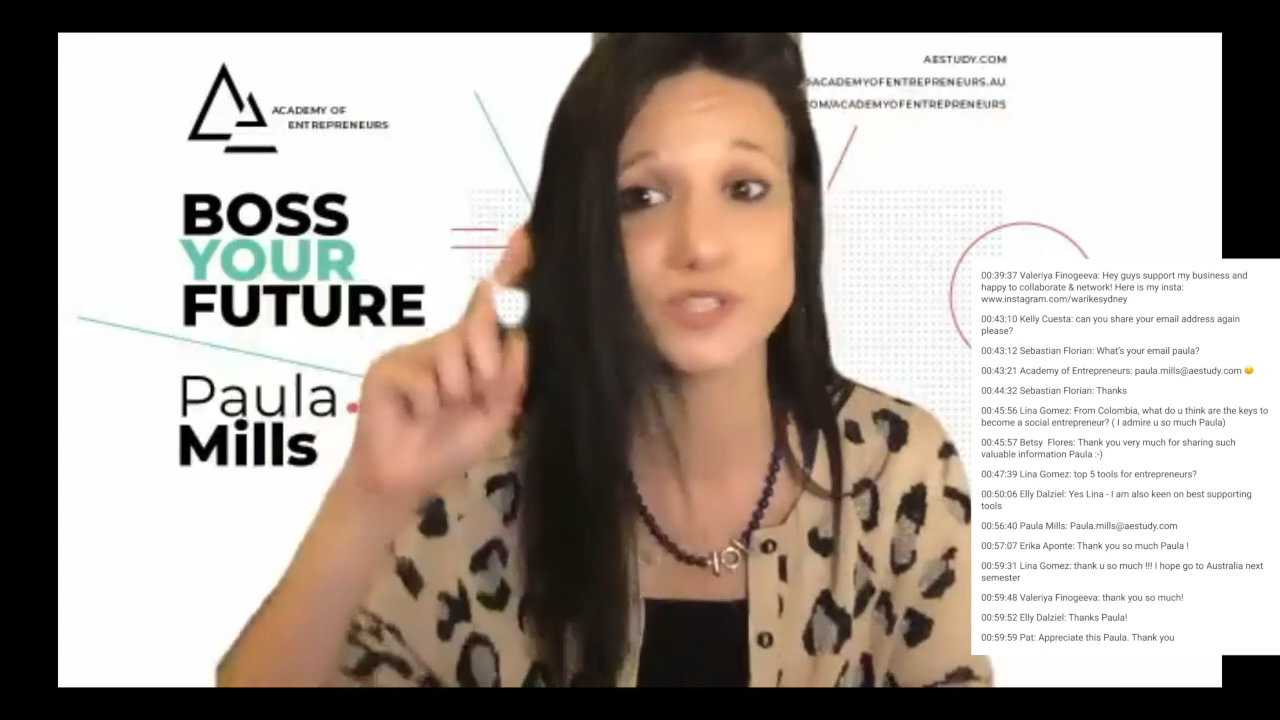 ACADEMY OF
ENTREPRENEURS
AESTUDY.COM
@ACADEMYOFENTREPRENEURS.AU
OM/ACADEMYOFENTREPRENEURS
BOSS
YOUR
FUTURE
Paula
Mills
00:39:37 Valeriya Finogeeva: Hey guys support my business and
happy to collaborate & network! Here is my insta:
www.instagram.com/warikesydney
00:43:10 Kelly Cuesta: can you share your email address again
please?
00:43:12 Sebastian Florian: What's your email paula?
00:43:21 Academy of Entrepreneurs: paula.mills@aestudy.com 😊
00:44:32 Sebastian Florian: Thanks
00:45:56 Lina Gomez: From Colombia, what do u think are the keys to
become a social entrepreneur? ( I admire u so much Paula)
00:45:57 Betsy Flores: Thank you very much for sharing such
valuable information Paula :-)
00:47:39 Lina Gomez: top 5 tools for entrepreneurs?
00:50:06 Elly Dalziel: Yes Lina - I am also keen on best supporting
tools
00:56:40 Paula Mills: Paula.mills@aestudy.com
00:57:07 Erika Aponte: Thank you so much Paula !
00:59:31 Lina Gomez: thank u so much !!! I hope go to Australia next
semester
00:59:48 Valeriya Finogeeva: thank you so much!
00:59:52 Elly Dalziel: Thanks Paula!
00:59:59 Pat: Appreciate this Paula. Thank you